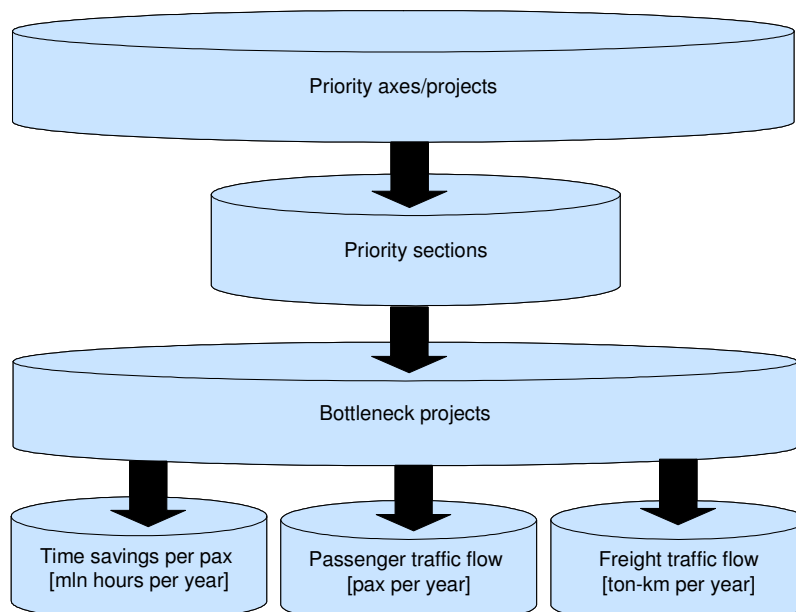 Priority axes/projects
Priority sections
Bottleneck projects
Time savings per pax
[mln hours per year]
Passenger traffic flow
[pax per year]
Freight traffic flow
[ton-km per year]